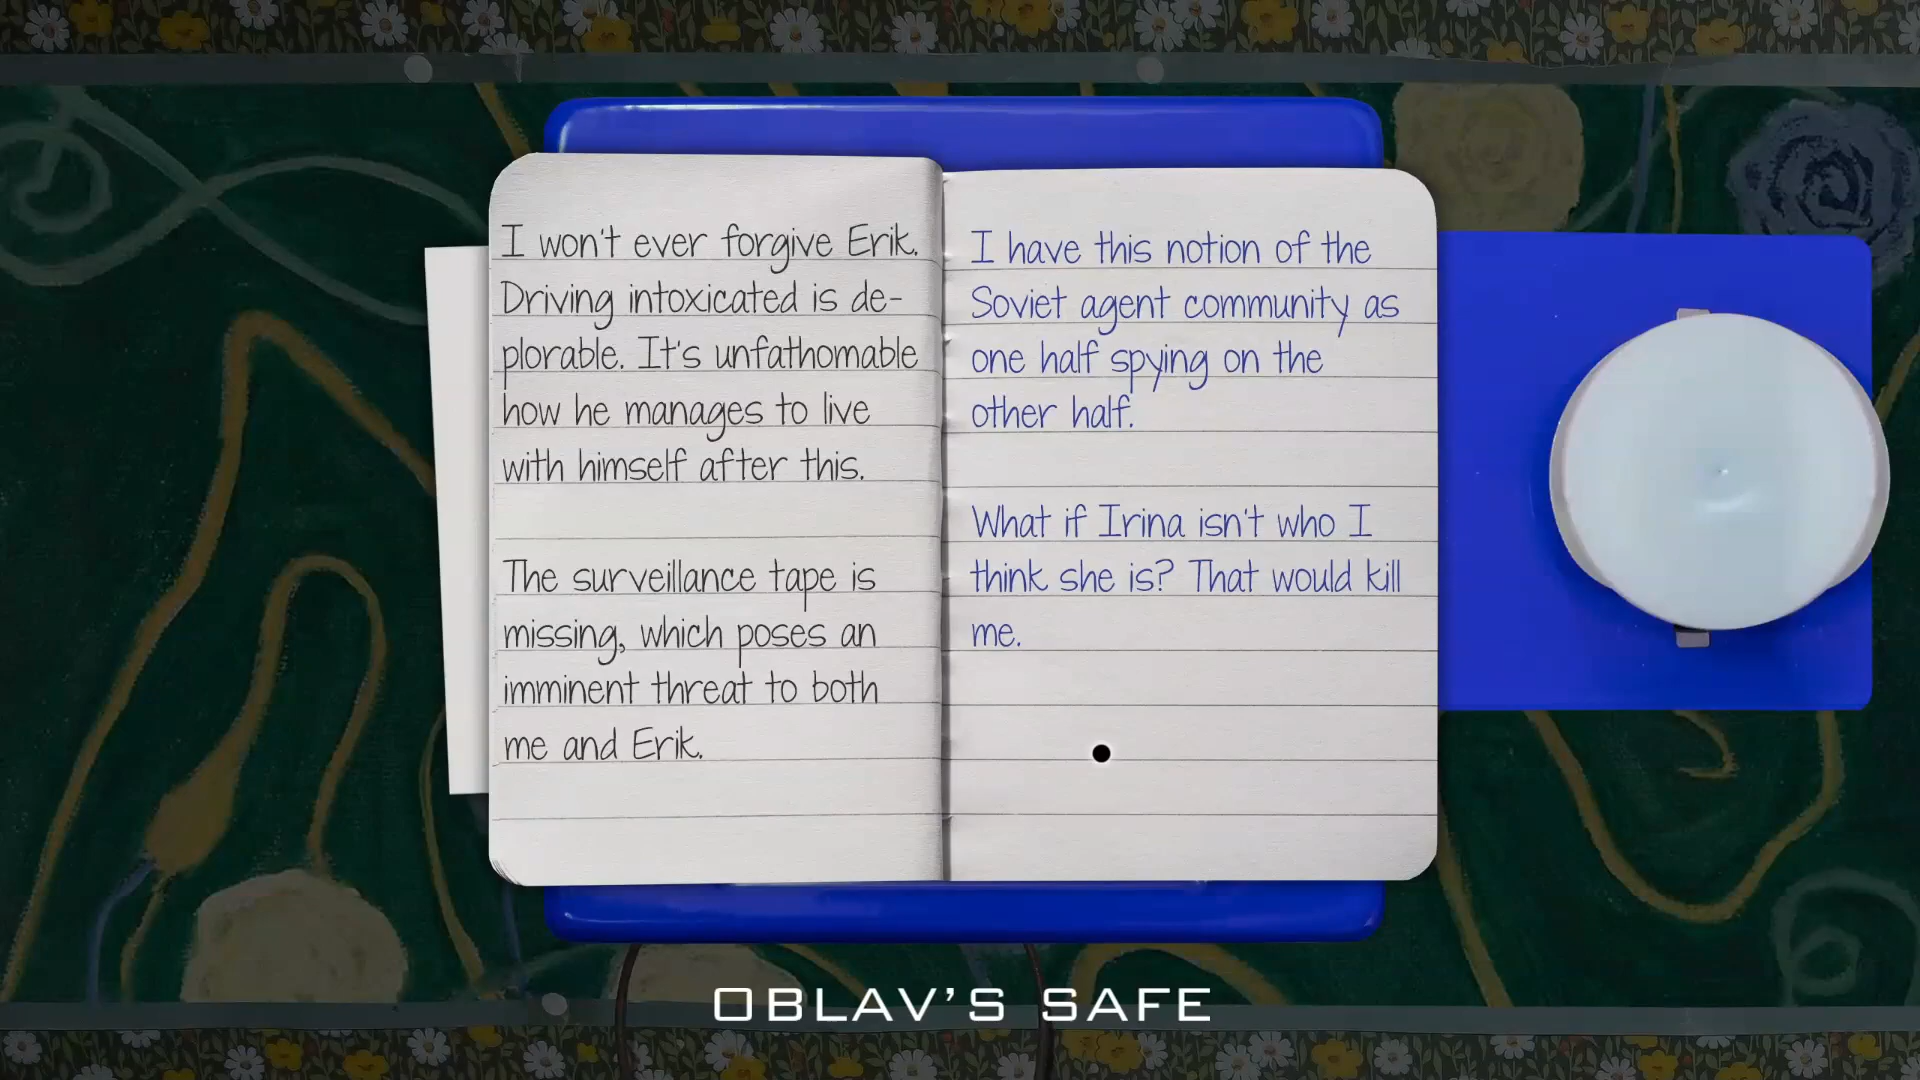 I won't ever forgive Erik.
Driving intoxicated is de-
plorable. It's unfathomable
how he manages to live
with himself after this.
The surveillance tape is
missing, which poses an
imminent threat to both
me and Erik.
I have this notion of the
Soviet agent community as
one half spying on the
other half.
What if Irina isn't who I
think she is? That would kill
me.
OBLAV'S SAFE